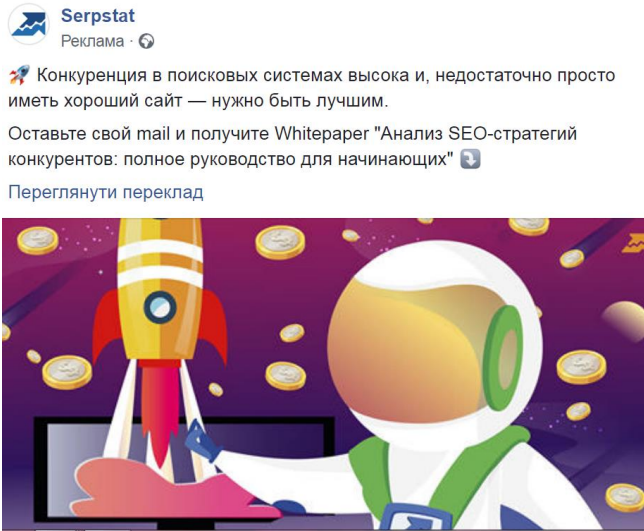 Serpstat
Реклама ·
Конкуренция в поисковых системах высока и, недостаточно просто
иметь хороший сайт — нужно быть лучшим.
Оставьте свой mail и получите Whitepaper "Анализ SEO-стратегий
конкурентов: полное руководство для начинающих"
Переглянути переклад